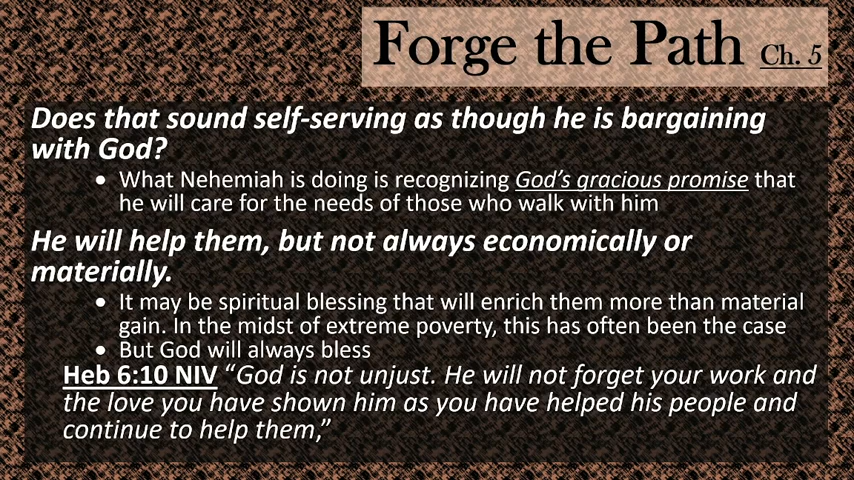 Forge the Path Ch. 5
Does that sound self-serving as though he is bargaining
with God?
• What Nehemiah is doing is recognizing God's gracious promise that
he will care for the needs of those who walk with him
He will help them, but not always economically or
materially.
• It may be spiritual blessing that will enrich them more than material
gain. In the midst of extreme poverty, this has often been the case
• But God will always bless
Heb 6:10 NIV “God is not unjust. He will not forget your work and
the love you have shown him as you have helped his people and
continue to help them,”